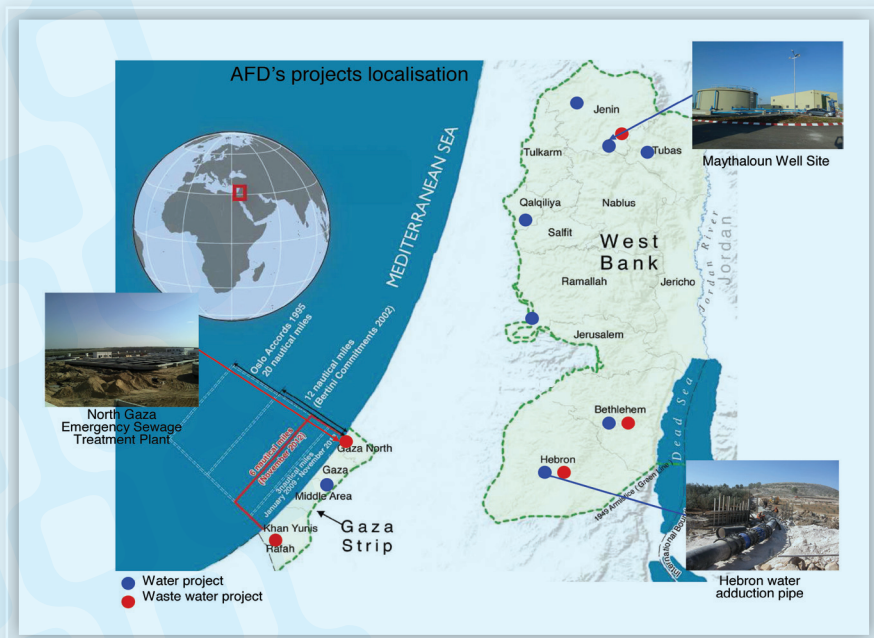 AFD's projects localisation
MEDITERRANEAN SEA
Jenin
Tulkarm
Tubas
Maythaloun Well Site
Qalqiliya
Nablus
Salfit
West
Bank
Ramallah
Jericho
Jordan River
Jordan
Jerusalem
Oslo Accords 1995
20 nautical miles
12 nautical miles
(Bertini Commitments 2002)
North Gaza
Emergency Sewage
Treatment Plant
6 nautical miles
(November 2012)
3nautical miles
January 2009 - November 201
Gaza North
Gaza
Middle Area
Khan Yunis
Rafah
Gaza
Strip
Bethlehem
Dead Sea
Hebron
1949 Armistice (Green Line)
International Bound
Hebron water
adduction pipe
Water project
Waste water project